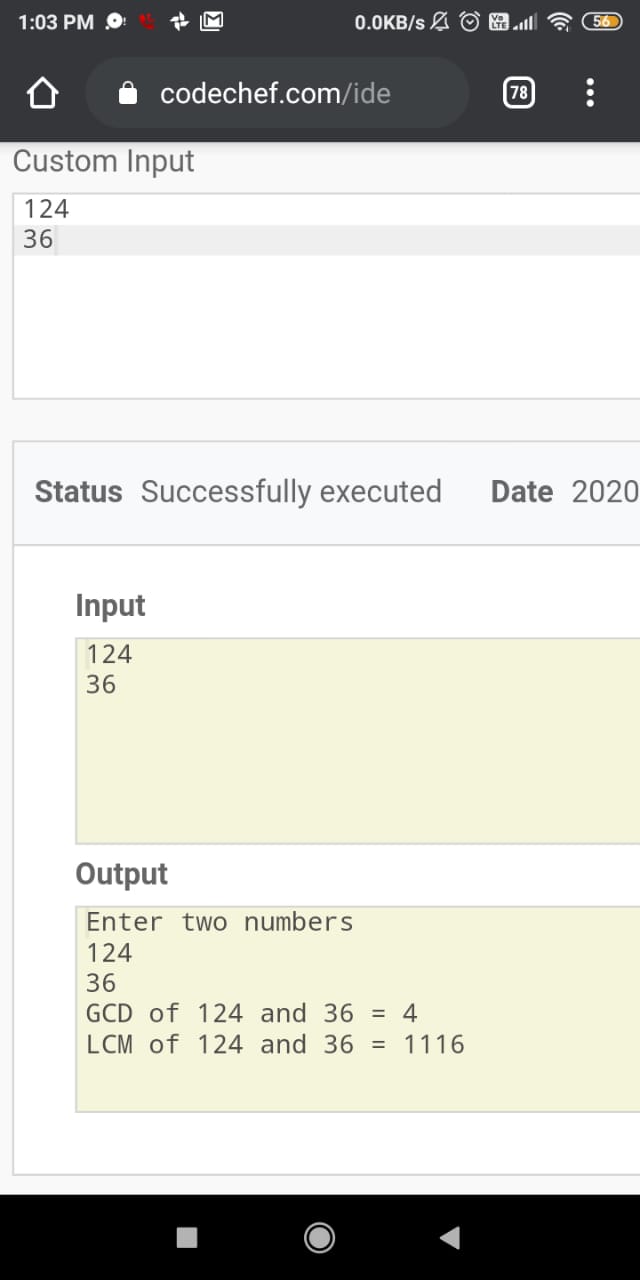 1:03 PM
0.0KB/s
Vo
LTE
56
codechef.com/ide
78
Custom Input
124
36
Status Successfully executed Date 2020
Input
124
36
Output
Enter two numbers
124
36
GCD of 124 and 36 = 4
LCM of 124 and 36 = 1116